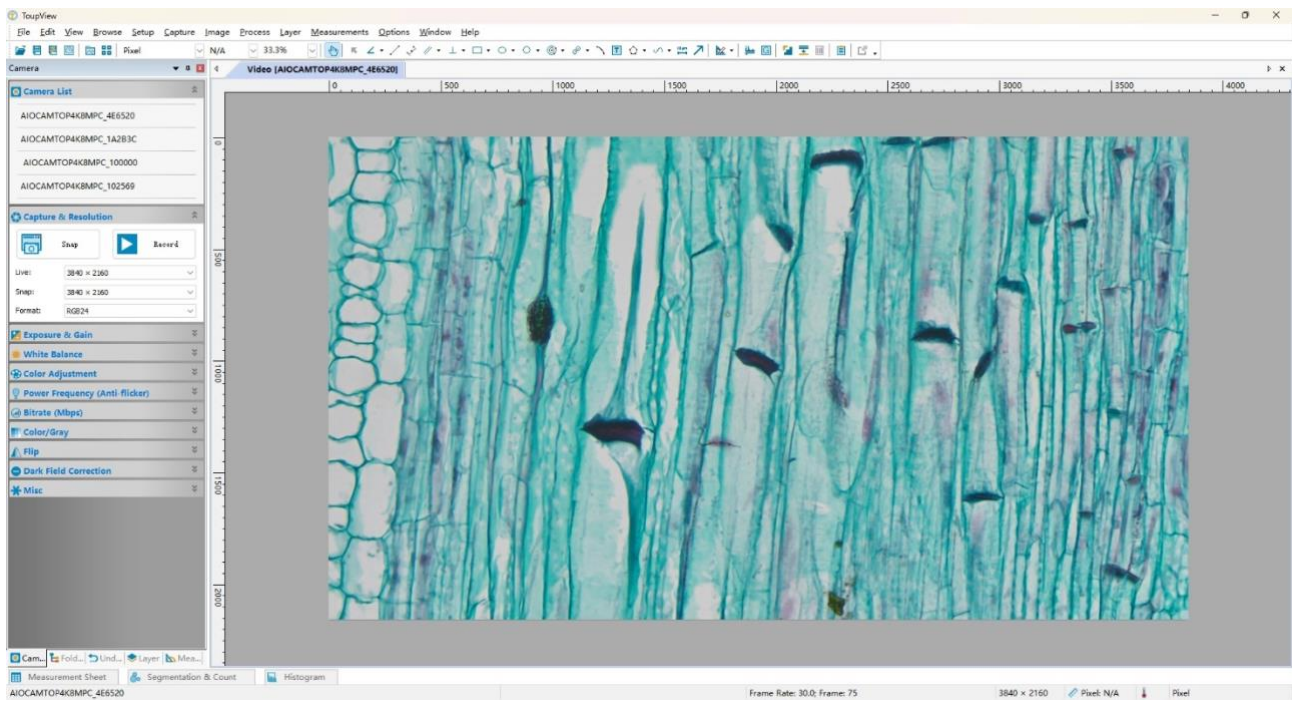 ToupView
File Edit View Browse Setup Capture Image Process Layer Measurements Options Window Help
Pixel N/A 33.3%
Camera
Video [AIOCAMTOP4K8MPC_4E6520]
0 500 1000 1500 2000 2500 3000 3500 4000
Camera List
AIOCAMTOP4K8MPC_4E6520
AIOCAMTOP4K8MPC_1A2B3C
AIOCAMTOP4K8MPC_100000
AIOCAMTOP4K8MPC_102569
Capture & Resolution
Snap Record
Live: 3840 × 2160
Snap: 3840 × 2160
Format: RGB24
Exposure & Gain
White Balance
Color Adjustment
Power Frequency (Anti-flicker)
Bitrate (Mbps)
Color/Gray
Flip
Dark Field Correction
Misc
0
500
1000
1500
2000
Cam... Fold... Und... Layer Mea...
Measurement Sheet Segmentation & Count Histogram
AIOCAMTOP4K8MPC_4E6520 Frame Rate: 30.0; Frame: 75 3840 × 2160 Pixel: N/A Pixel